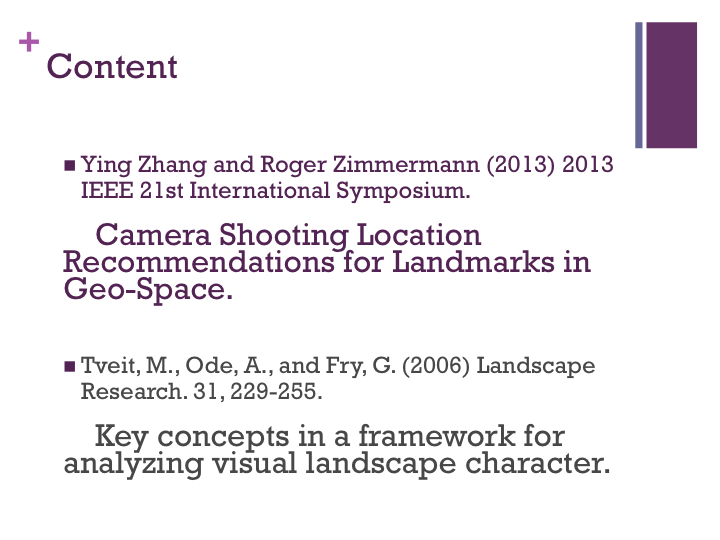 +
Content
Ying Zhang and Roger Zimmermann (2013) 2013
IEEE 21st International Symposium.
Camera Shooting Location
Recommendations for Landmarks in
Geo-Space.
Tveit, M., Ode, A., and Fry, G. (2006) Landscape
Research. 31, 229-255.
Key concepts in a framework for
analyzing visual landscape character.